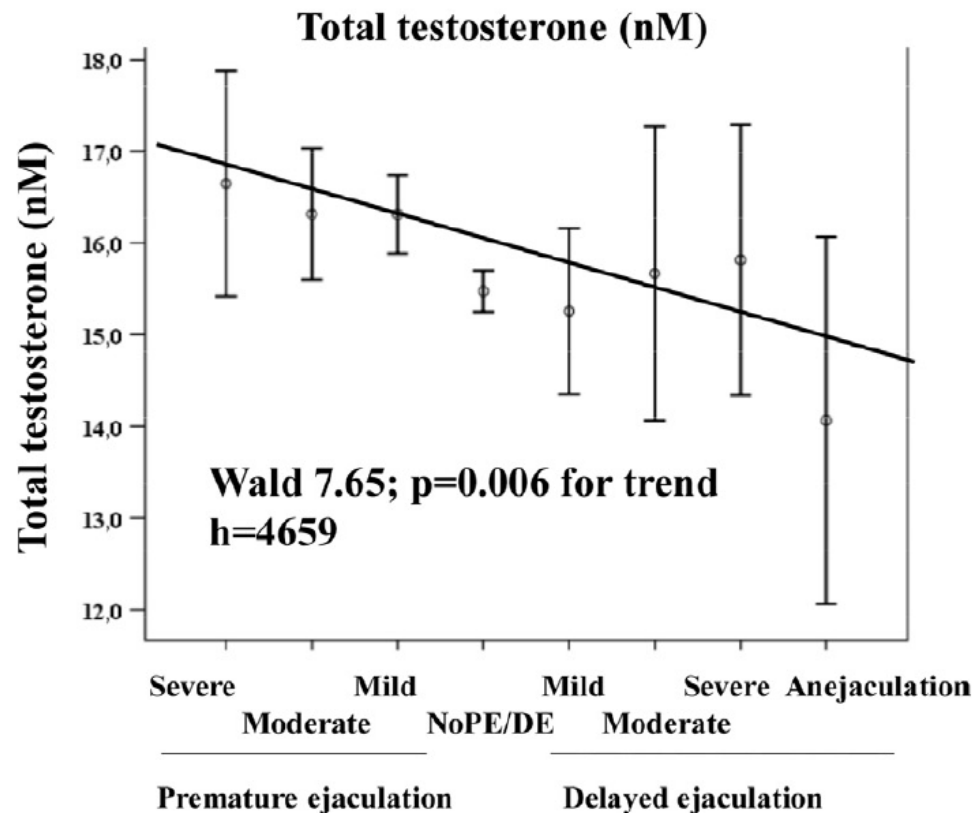 Total testosterone (nM)
Total testosterone (nM)
18,0
17,0
16,0
15,0
14,0
13,0
12,0
Wald 7.65; p=0.006 for trend
h=4659
Severe Mild Mild Severe Anejaculation
Moderate NoPE/DE Moderate
Premature ejaculation Delayed ejaculation